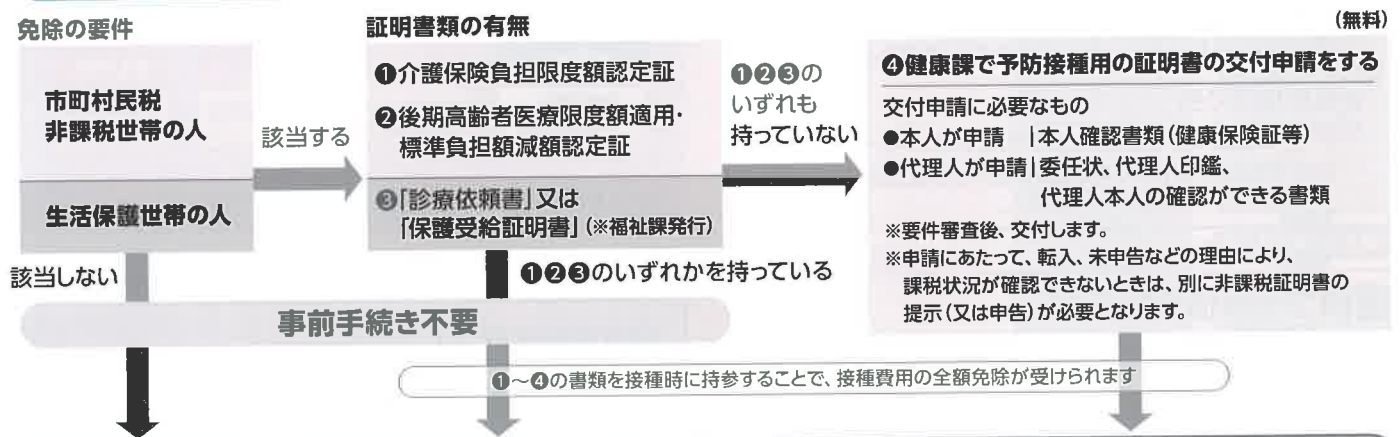 免除の要件
市町村民税
非課税世帯の人
生活保護世帯の人
該当する
該当しない
証明書類の有無
❶介護保険負担限度額認定証
❷後期高齢者医療限度額適用・
標準負担額減額認定証
❸「診療依頼書」又は
「保護受給証明書」(※福祉課発行)
❶❷❸の
いずれも
持っていない
❶❷❸のいずれかを持っている
事前手続き不要
(無料)
❹健康課で予防接種用の証明書の交付申請をする
交付申請に必要なもの
●本人が申請 |本人確認書類(健康保険証等)
●代理人が申請|委任状、代理人印鑑、
代理人本人の確認ができる書類
※要件審査後、交付します。
※申請にあたって、転入、未申告などの理由により、
課税状況が確認できないときは、別に非課税証明書の
提示(又は申告)が必要となります。
❶～❹の書類を接種時に持参することで、接種費用の全額免除が受けられます